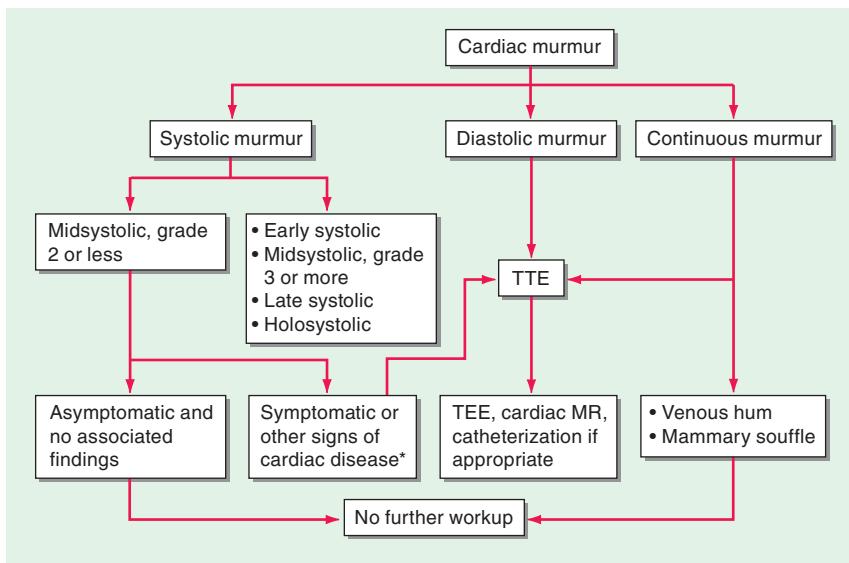 Cardiac murmur
Systolic murmur
Diastolic murmur
Continuous murmur
Midsystolic, grade
2 or less
• Early systolic
• Midsystolic, grade
3 or more
• Late systolic
• Holosystolic
TTE
Asymptomatic and
no associated
findings
Symptomatic or
other signs of
cardiac disease*
TEE, cardiac MR,
catheterization if
appropriate
• Venous hum
• Mammary souffle
No further workup